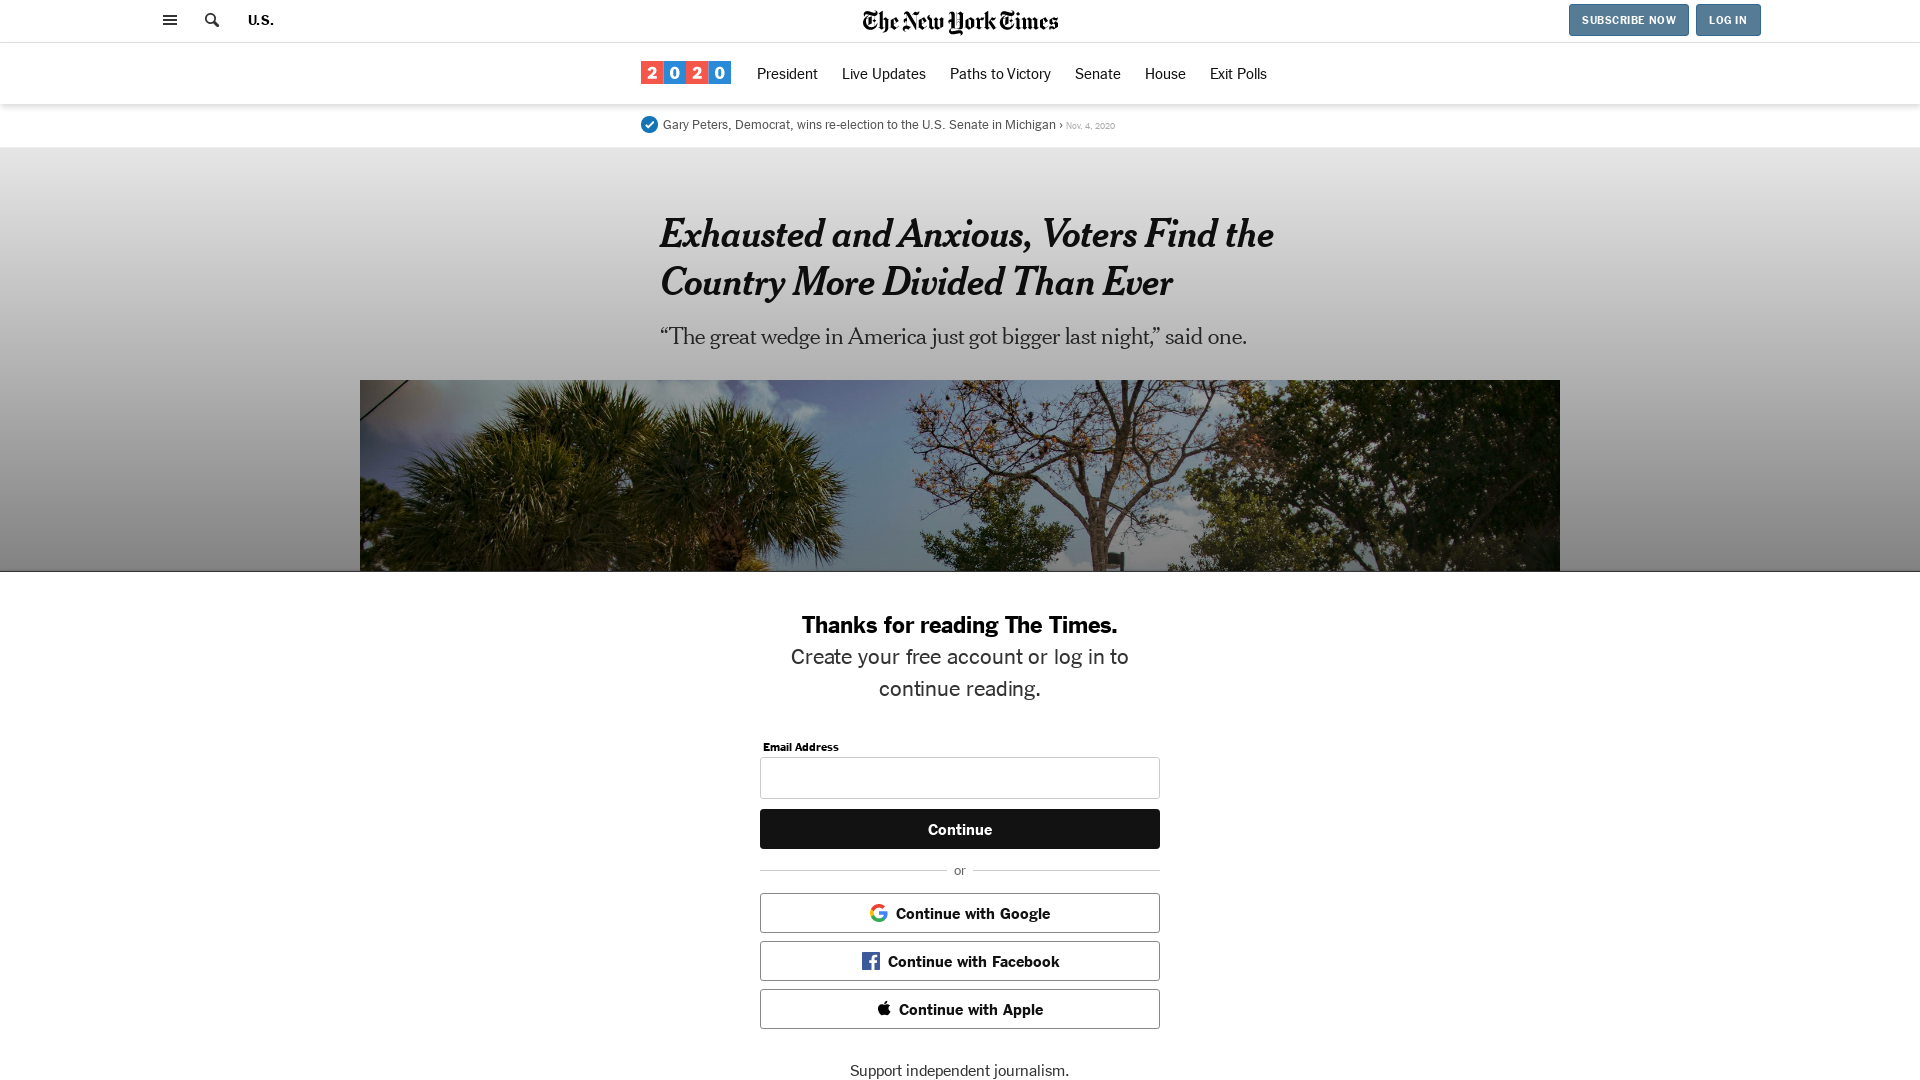 U.S.
The New York Times
SUBSCRIBE NOW
LOG IN
2020
President
Live Updates
Paths to Victory
Senate
House
Exit Polls
Gary Peters, Democrat, wins re-election to the U.S. Senate in Michigan › Nov. 4, 2020
Exhausted and Anxious, Voters Find the
Country More Divided Than Ever
“The great wedge in America just got bigger last night,” said one.
Thanks for reading The Times.
Create your free account or log in to
continue reading.
Email Address
Continue
or
Continue with Google
Continue with Facebook
Continue with Apple
Support independent journalism.